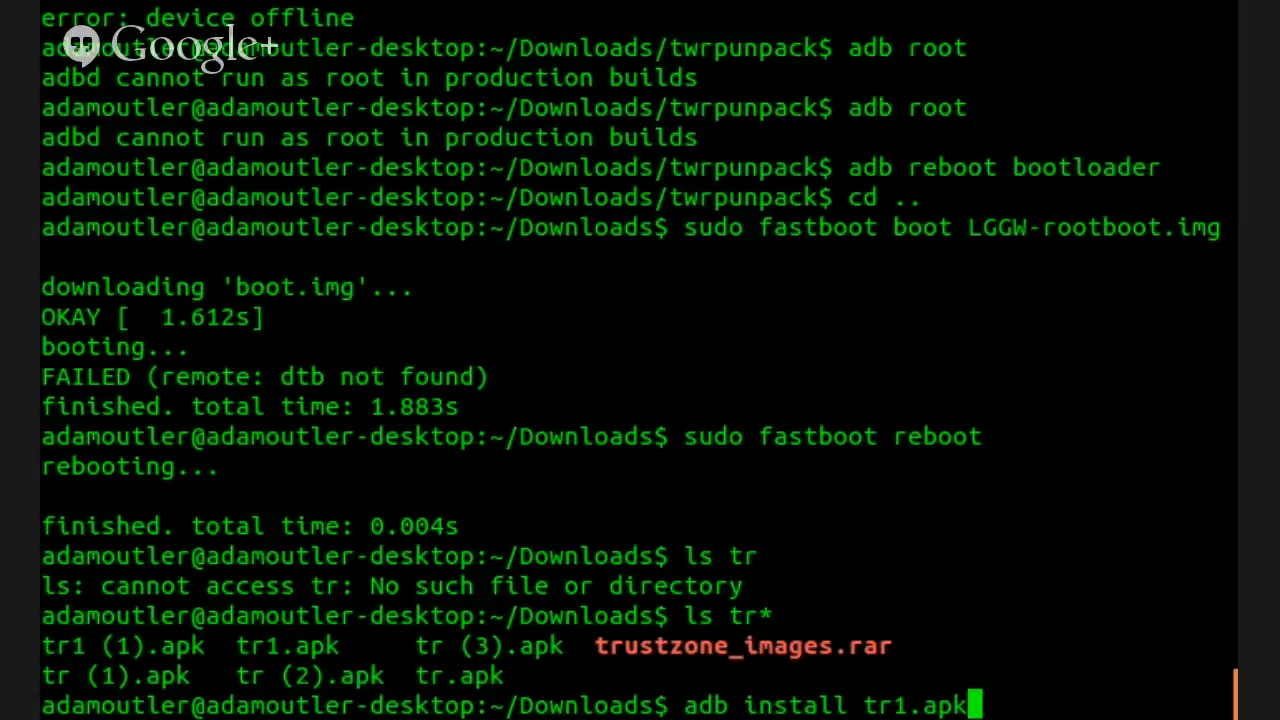 error: device offline
Google+
adamoutler@adamoutler-desktop:~/Downloads/twrpunpack$ adb root
adbd cannot run as root in production builds
adamoutler@adamoutler-desktop:~/Downloads/twrpunpack$ adb root
adbd cannot run as root in production builds
adamoutler@adamoutler-desktop:~/Downloads/twrpunpack$ adb reboot bootloader
adamoutler@adamoutler-desktop:~/Downloads/twrpunpack$ cd ..
adamoutler@adamoutler-desktop:~/Downloads$ sudo fastboot boot LGGW-rootboot.img
downloading 'boot.img'...
OKAY [  1.612s]
booting...
FAILED (remote: dtb not found)
finished. total time: 1.883s
adamoutler@adamoutler-desktop:~/Downloads$ sudo fastboot reboot
rebooting...
finished. total time: 0.004s
adamoutler@adamoutler-desktop:~/Downloads$ ls tr
ls: cannot access tr: No such file or directory
adamoutler@adamoutler-desktop:~/Downloads$ ls tr*
tr1 (1).apk  tr1.apk     tr (3).apk  trustzone_images.rar
tr (1).apk   tr (2).apk  tr.apk
adamoutler@adamoutler-desktop:~/Downloads$ adb install tr1.apk